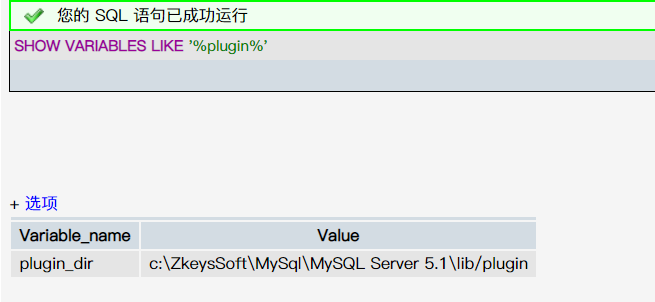 您的 SQL 语句已成功运行
SHOW VARIABLES LIKE '%plugin%'
+ 选项
Variable_name Value
plugin_dir c:\ZkeysSoft\MySql\MySQL Server 5.1\lib/plugin